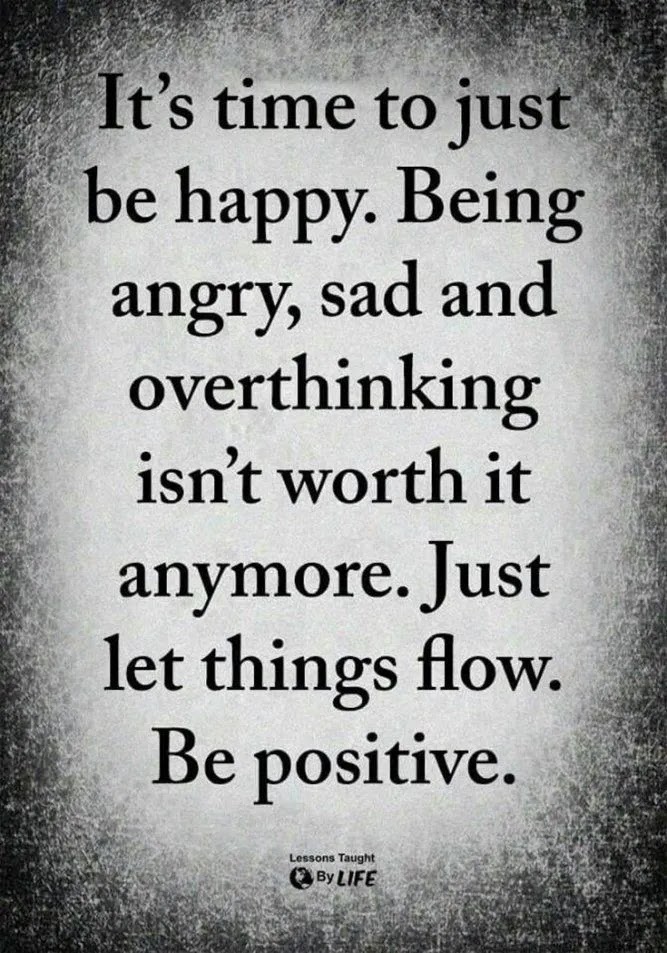 It’s time to just
be happy. Being
angry, sad and
overthinking
isn’t worth it
anymore. Just
let things flow.
Be positive.
Lessons Taught
By LIFE